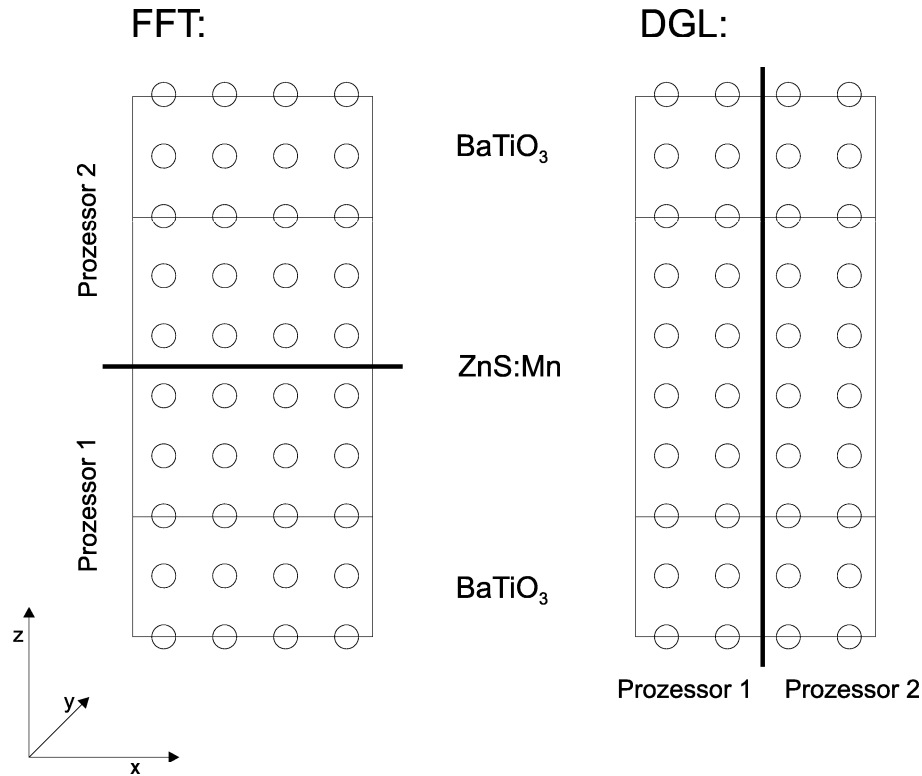 FFT:
DGL:
BaTiO₃
Prozessor 2
ZnS:Mn
Prozessor 1
BaTiO₃
z
y
x
Prozessor 1
Prozessor 2